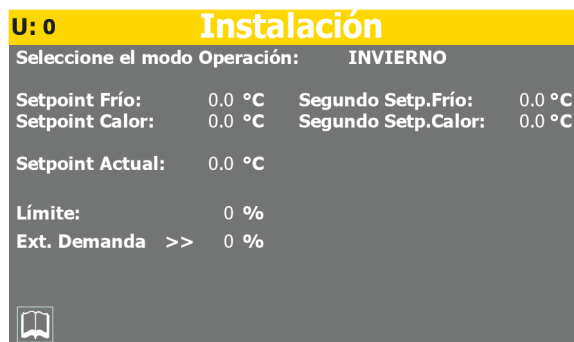 U: 0 Instalación
Seleccione el modo Operación: INVIERNO
Setpoint Frío: 0.0 °C Segundo Setp.Frío: 0.0 °C
Setpoint Calor: 0.0 °C Segundo Setp.Calor: 0.0 °C
Setpoint Actual: 0.0 °C
Límite: 0 %
Ext. Demanda >> 0 %